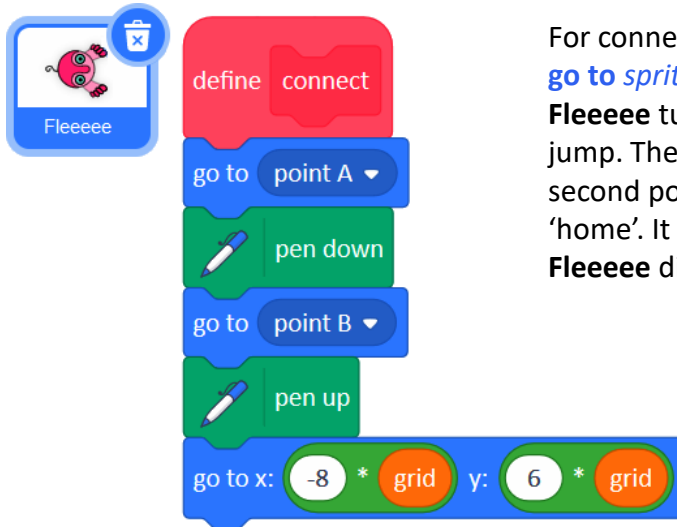 Fleeeee
define connect
go to point A
pen down
go to point B
pen up
go to x: -8 * grid y: 6 * grid
For conne
go to sprit
Fleeeee tu
jump. The
second po
'home'. It
Fleeeee d